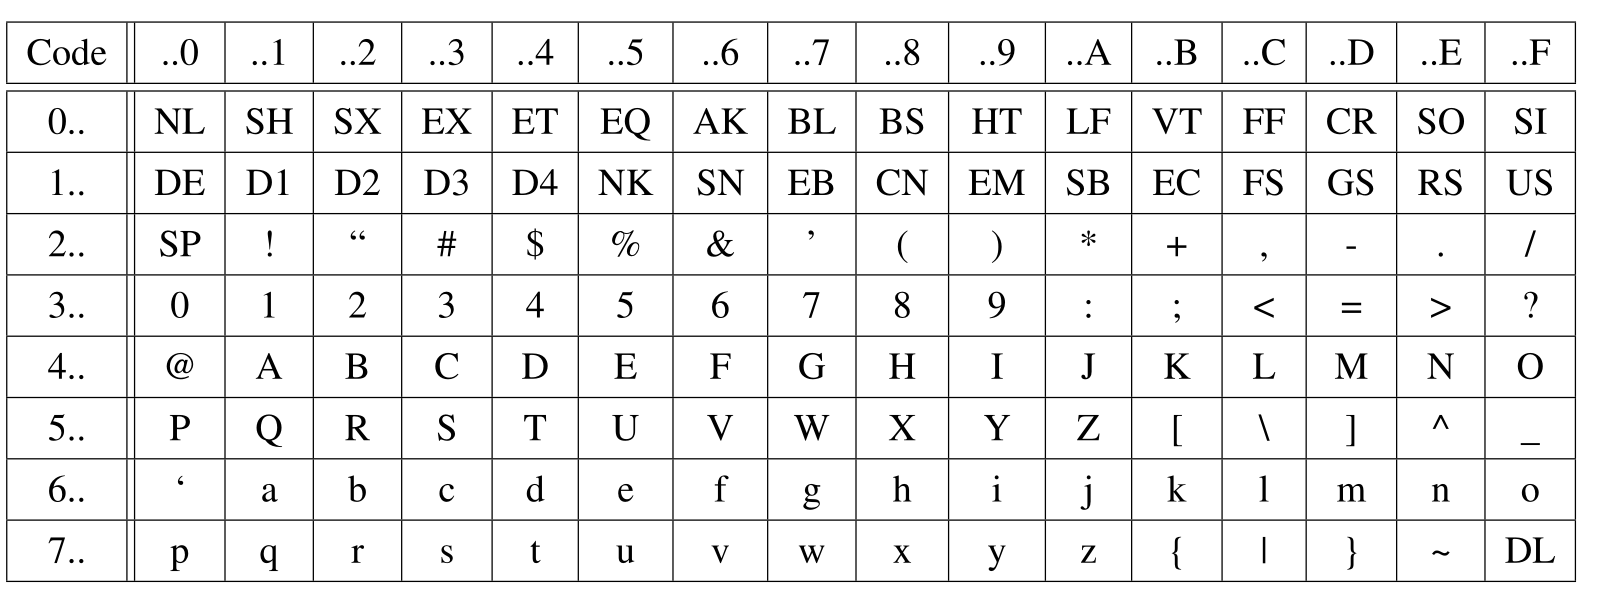 Code ..0 ..1 ..2 ..3 ..4 ..5 ..6 ..7 ..8 ..9 ..A ..B ..C ..D ..E ..F
0.. NL SH SX EX ET EQ AK BL BS HT LF VT FF CR SO SI
1.. DE D1 D2 D3 D4 NK SN EB CN EM SB EC FS GS RS US
2.. SP ! “ # $ % & ’ ( ) * + , - . /
3.. 0 1 2 3 4 5 6 7 8 9 : ; < = > ?
4.. @ A B C D E F G H I J K L M N O
5.. P Q R S T U V W X Y Z [ \ ] ^ _
6.. ‘ a b c d e f g h i j k l m n o
7.. p q r s t u v w x y z { | } ~ DL